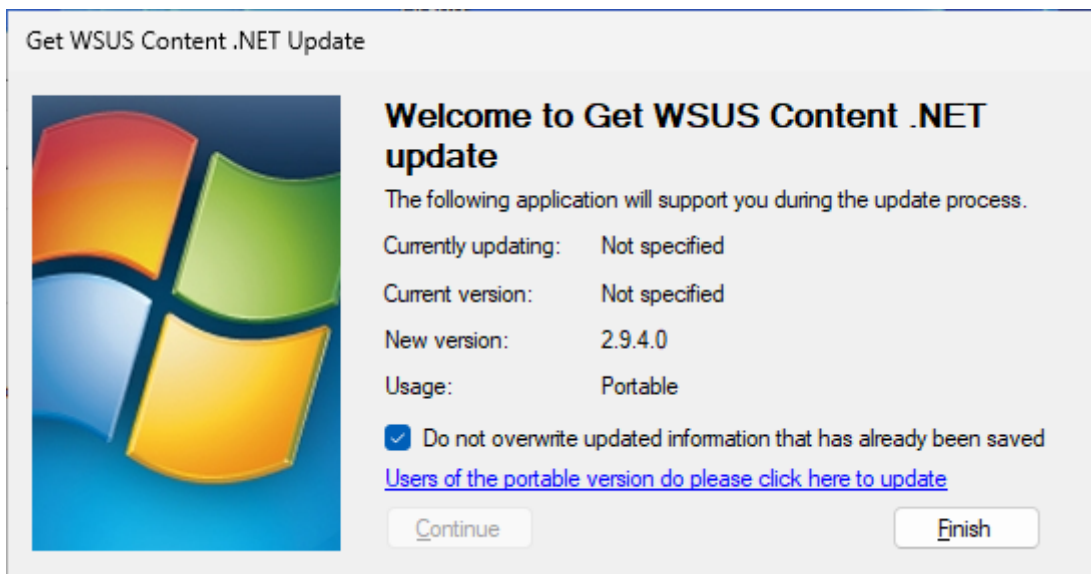 Get WSUS Content .NET Update
Welcome to Get WSUS Content .NET
update
The following application will support you during the update process.
Currently updating: Not specified
Current version: Not specified
New version: 2.9.4.0
Usage: Portable
Do not overwrite updated information that has already been saved
Users of the portable version do please click here to update
Continue
Finish